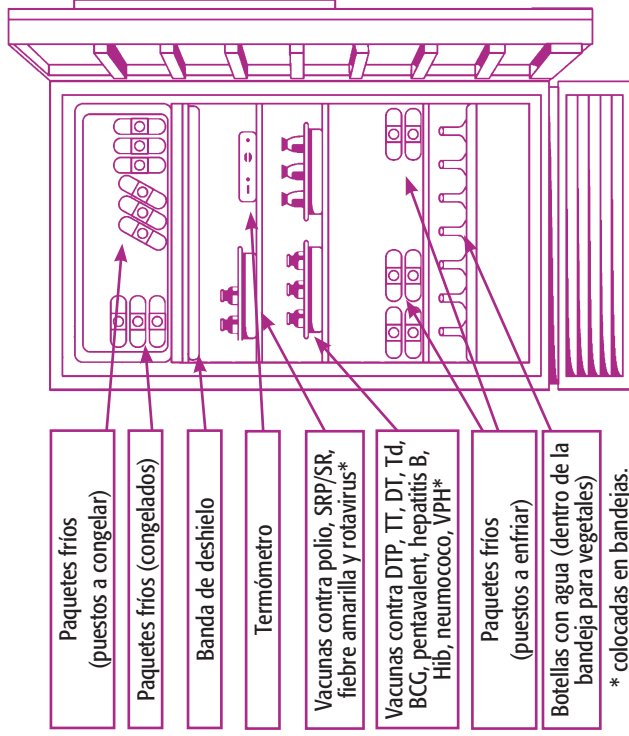 Paquetes fríos
(puestos a congelar)
Paquetes fríos (congelados)
Banda de deshielo
Termómetro
Vacunas contra polio, SRP/SR,
fiebre amarilla y rotavirus*
Vacunas contra DTP, TT, DT, Td,
BCG, pentavalent, hepatitis B,
Hib, neumococo, VPH*
Paquetes fríos
(puestos a enfriar)
Botellas con agua (dentro de la
bandeja para vegetales)
* colocadas en bandejas.